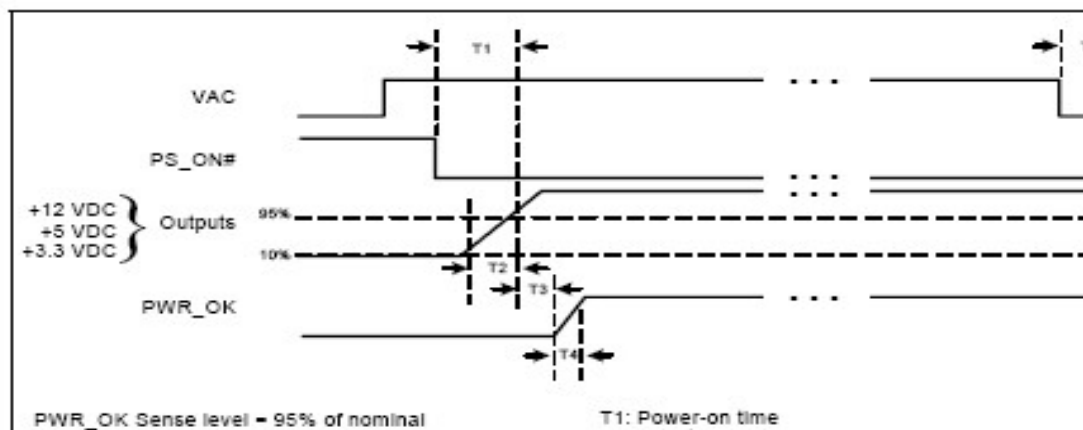 T1
T
VAC
. . .
PS_ON#
. . .
. . .
+12 VDC
+5 VDC
+3.3 VDC
Outputs
95%
10%
T2
T3
PWR_OK
. . .
T4
PWR_OK Sense level = 95% of nominal
T1: Power-on time